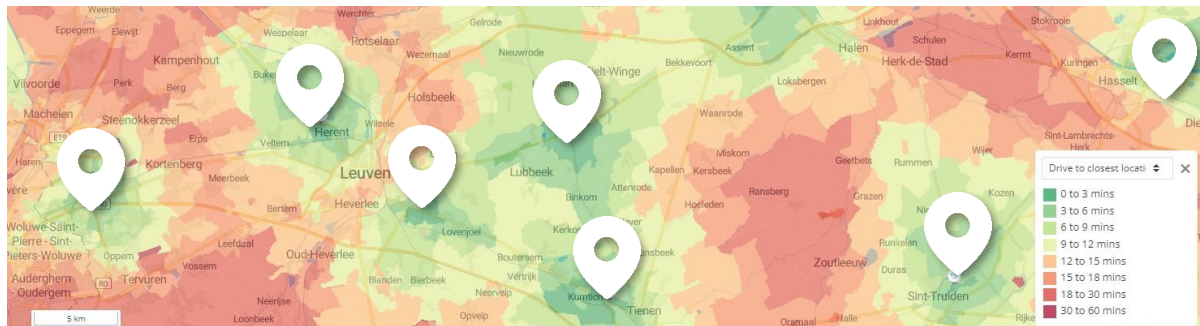 Werchter
Gelrode
Linkhout
Stokrooie
Eppegem
Elewijt
Wespelaar
Rotselaar
Schulen
Kampenhout
Wezemaal
Nieuwrode
Assent
Halen
Kermt
Herk-de-Stad
Kuringen
Bekkevoort
Hasselt
Vilvoorde
Perk
Berg
Loksbergen
Holsbeek
Machelen
Steenokkerzeel
Waanrode
Wilsele
Herent
E19
Erps
Veltem
Sint-Lambrechts-
Herk
Haren
Kortenberg
Miskom
Geetbets
Rummen
Wijer
Meerbeek
Leuven
Lubbeek
Kapellen
Kersbeek
Ransberg
Attenrode
Binkom
Grazen
Kozen
Bertem
Heverlee
Hoeleden
Woluwe-Saint-
Pierre - Sint-
Pieters-Woluwe
Leefdaal
Lovenjoel
Runkelen
Oppem
Oud-Heverlee
Boutersem
Zoutleeuw
Vossem
Auderghem
- Oudergem
RO
Tervuren
Blanden
Bierbeek
Vertrijk
Duras
Neerijse
Neervelp
Kumtich
Sint-Truiden
Loonbeek
Opvelp
Tienen
Orsmaal
Halle
5 km
Drive to closest locati
0 to 3 mins
3 to 6 mins
6 to 9 mins
9 to 12 mins
12 to 15 mins
15 to 18 mins
18 to 30 mins
30 to 60 mins